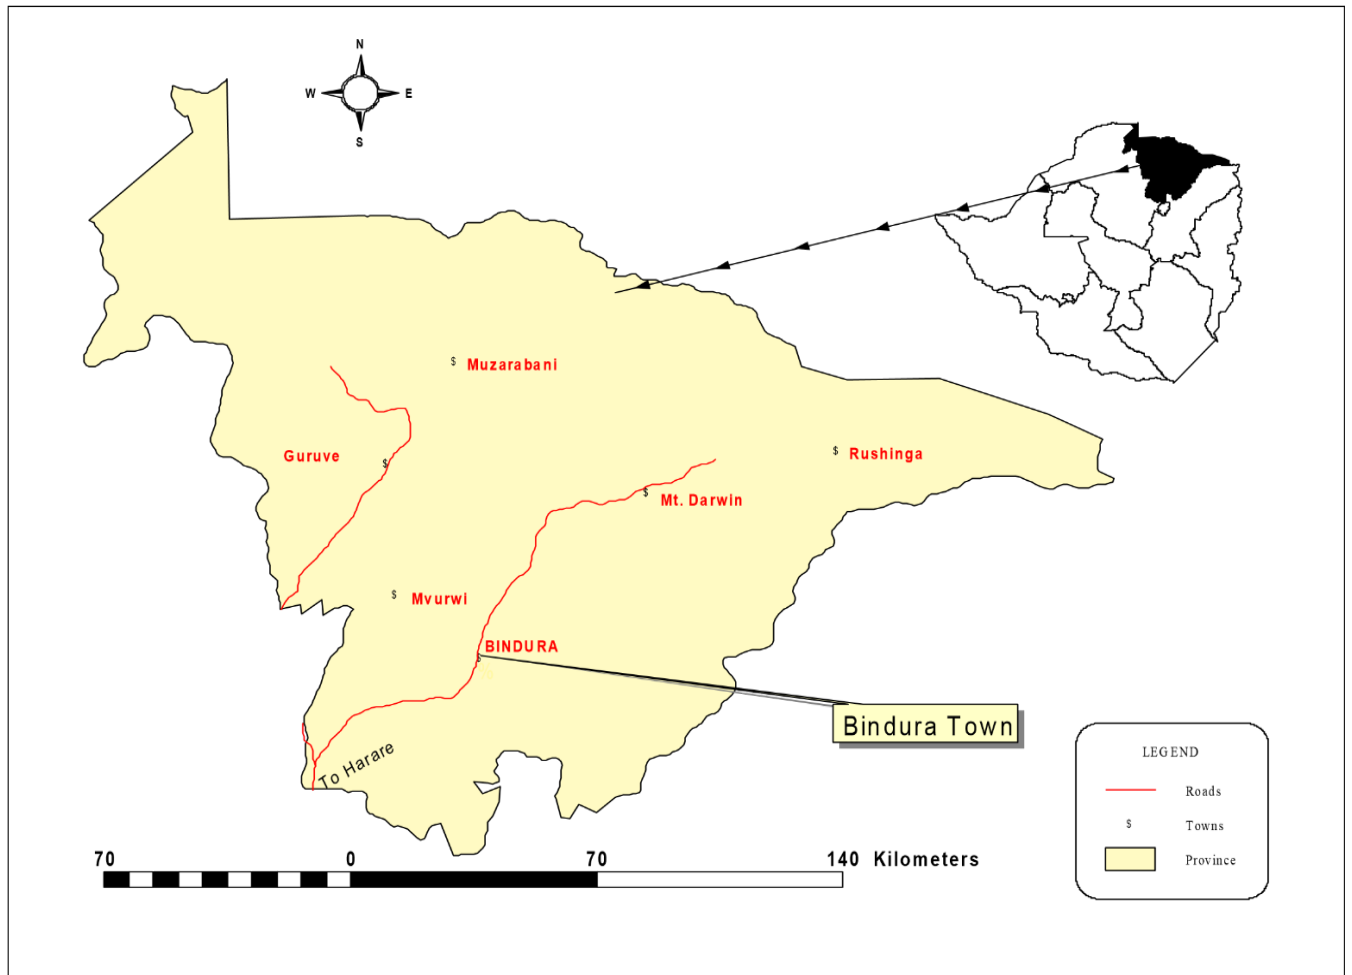 N
W E
S
Muzarabani
Guruve
Rushinga
Mt. Darwin
Mvurwi
BINDURA
Bindura Town
To Harare
LEGEND
Roads
$ Towns
Province
70 0 70 140 Kilometers